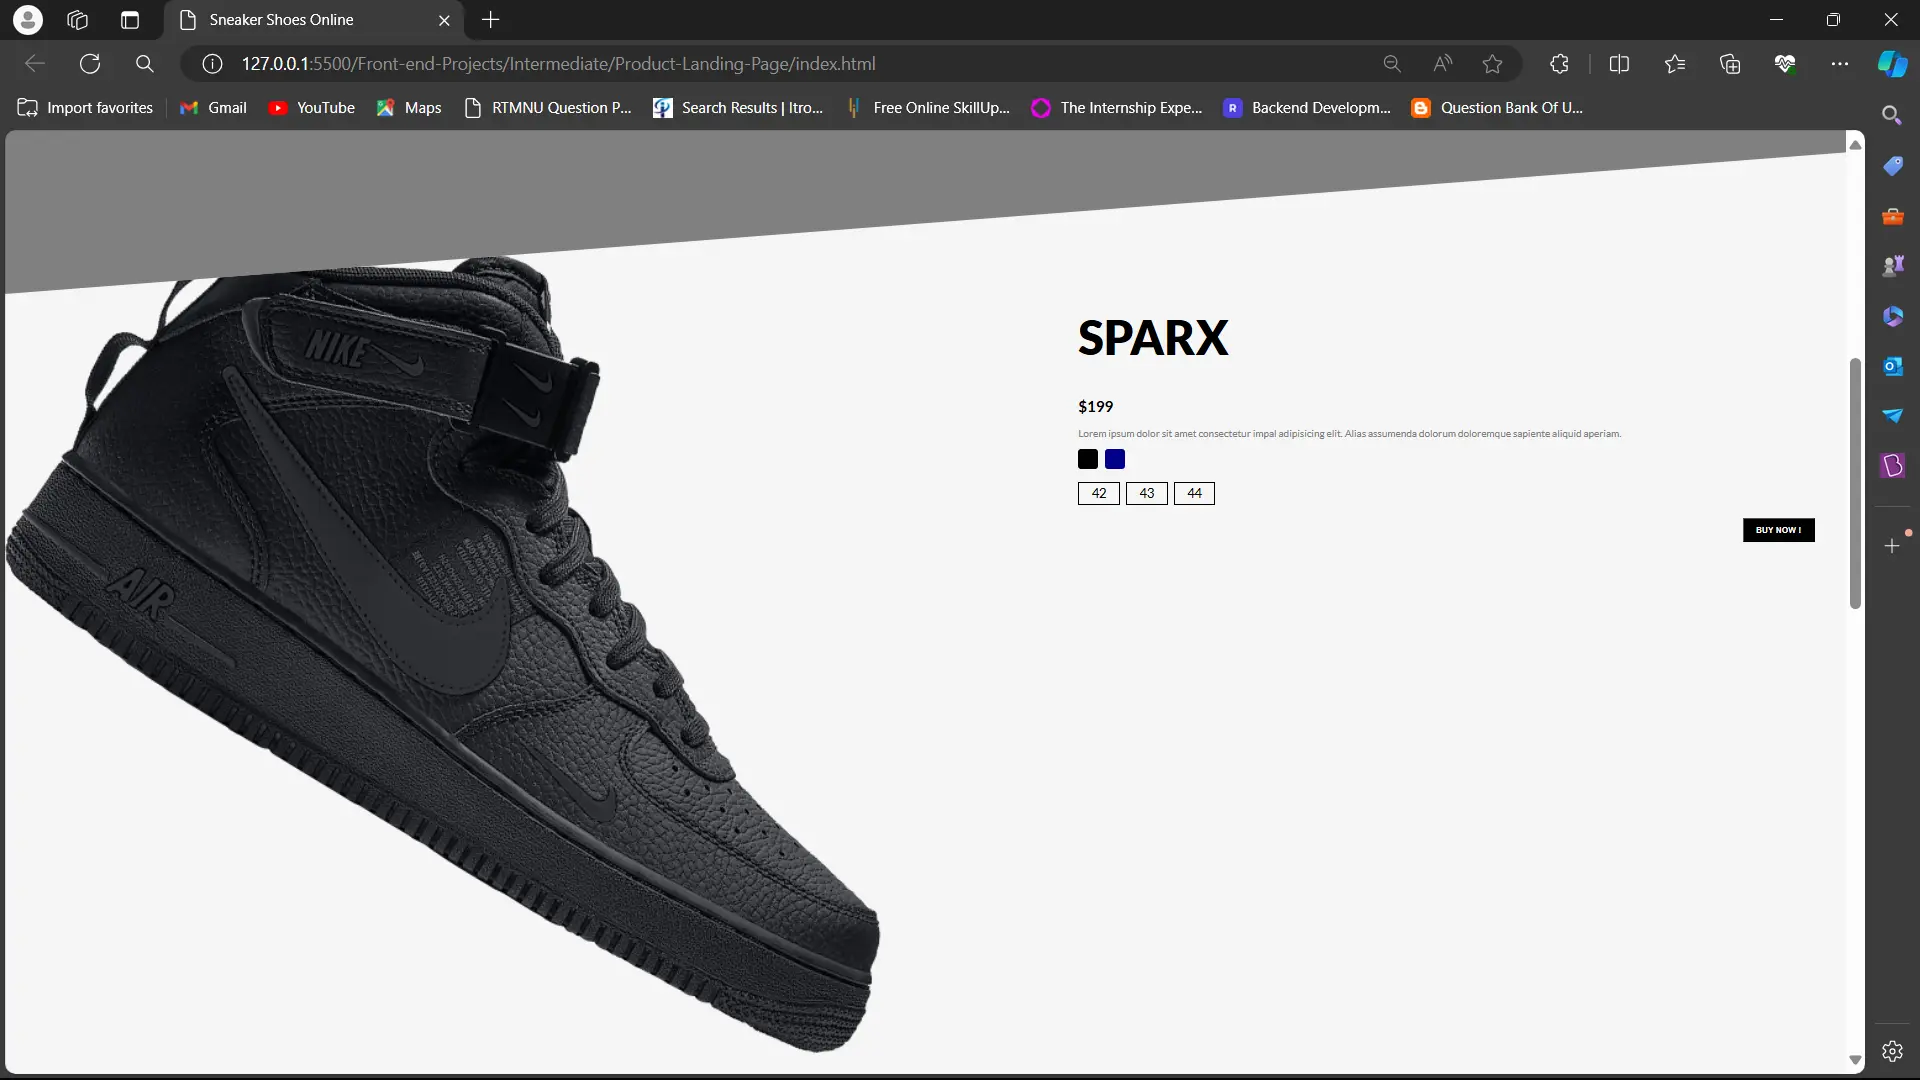 Sneaker Shoes Online
127.0.0.1:5500/Front-end-Projects/Intermediate/Product-Landing-Page/index.html
Import favorites
Gmail
YouTube
Maps
RTMNU Question P...
Search Results | Itro...
Free Online SkillUp...
The Internship Expe...
Backend Developm...
Question Bank Of U...
SPARX
$199
Lorem ipsum dolor sit amet consectetur impal adipisicing elit. Alias assumenda dolorum doloremque sapiente aliquid aperiam.
42 43 44
BUY NOW !
NIKE
AIR